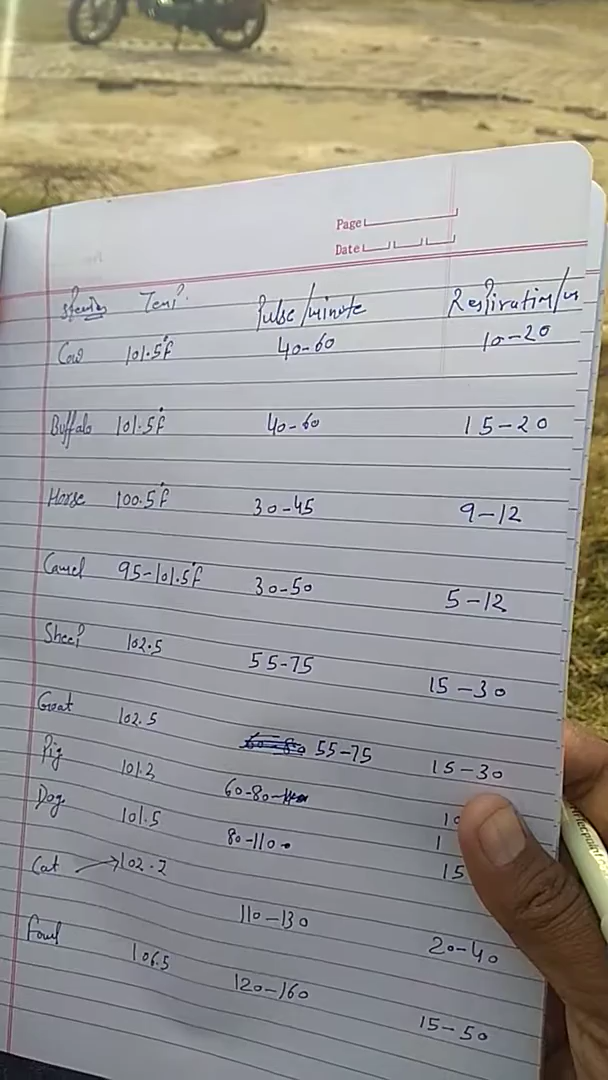 Page
Date
Species Temp. Pulse/minute Respiration/m
Cow 101.5°f 40-60 10-20
Buffalo 101.5°f 40-60 15-20
Horse 100.5°f 30-45 9-12
Camel 95-101.5°f 30-50 5-12
Sheep 102.5 55-75 15-30
Goat 102.5 55-75 15-30
Pig 101.2 60-80 10
Dog 101.5 80-110 15
Cat 102.2 110-130 20-40
Fowl 106.5 120-160 15-50